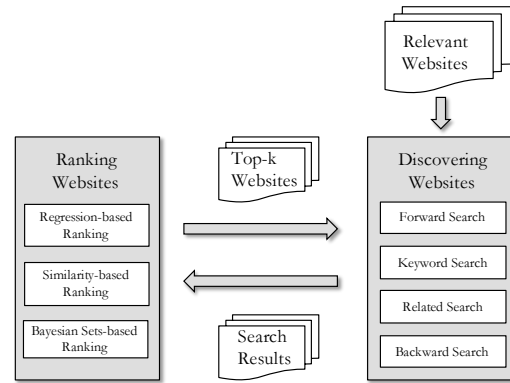 Relevant
Websites
Ranking
Websites
Regression-based
Ranking
Similarity-based
Ranking
Bayesian Sets-based
Ranking
Top-k
Websites
Search
Results
Discovering
Websites
Forward Search
Keyword Search
Related Search
Backward Search